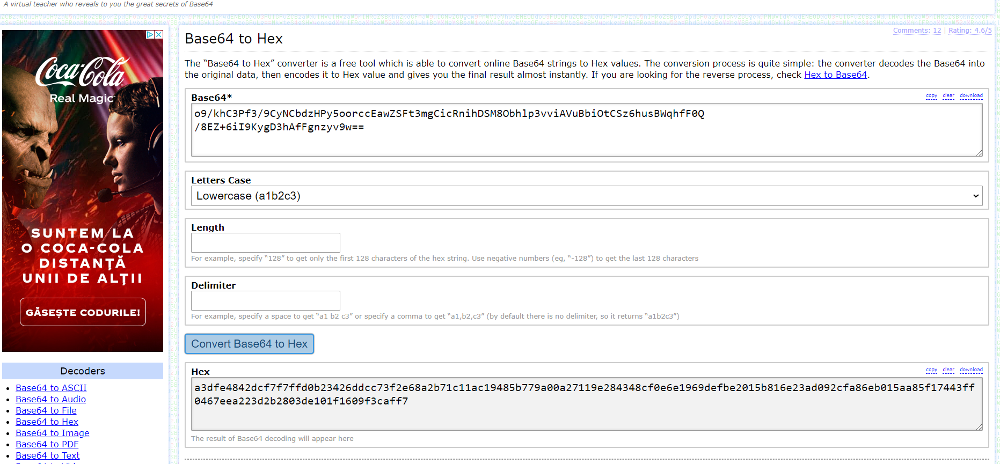 A virtual teacher who reveals to you the great secrets of Base64
Coca-Cola
Real Magic
SUNTEM LA
O COCA-COLA
DISTANȚĂ
UNII DE ALȚII
GĂSEȘTE CODURILE!
Decoders
Base64 to ASCII
Base64 to Audio
Base64 to File
Base64 to Hex
Base64 to Image
Base64 to PDF
Base64 to Text
Comments: 12 | Rating: 4.6/5
Base64 to Hex
The “Base64 to Hex” converter is a free tool which is able to convert online Base64 strings to Hex values. The conversion process is quite simple: the converter decodes the Base64 into
the original data, then encodes it to Hex value and gives you the final result almost instantly. If you are looking for the reverse process, check Hex to Base64.
Base64* copy clear download
o9/khC3Pf3/9CyNCbdzHPy5oorccEawZSFt3mgCicRnihDSM8Obhlp3vviAVuBbiOtCSz6husBWqhfF0Q
/8EZ+6iI9KygD3hAfFgnzyv9w==
Letters Case
Lowercase (a1b2c3)
Length
For example, specify “128” to get only the first 128 characters of the hex string. Use negative numbers (eg, “-128”) to get the last 128 characters
Delimiter
For example, specify a space to get “a1 b2 c3” or specify a comma to get “a1,b2,c3” (by default there is no delimiter, so it returns “a1b2c3”)
Convert Base64 to Hex
Hex copy clear download
a3dfe4842dcf7f7ffd0b23426ddcc73f2e68a2b71c11ac19485b779a00a27119e284348cf0e6e1969defbe2015b816e23ad092cfa86eb015aa85f17443ff
0467eea223d2b2803de101f1609f3caff7
The result of Base64 decoding will appear here